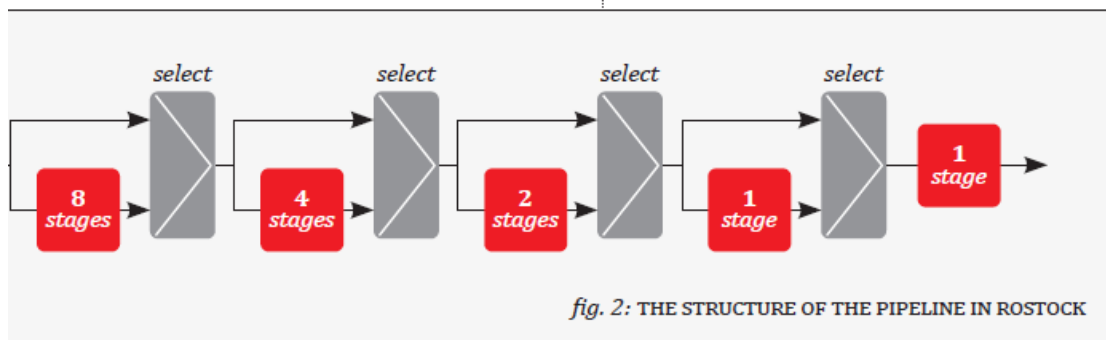 select
select
select
select
8
stages
4
stages
2
stages
1
stage
1
stage
fig. 2: THE STRUCTURE OF THE PIPELINE IN ROSTOCK